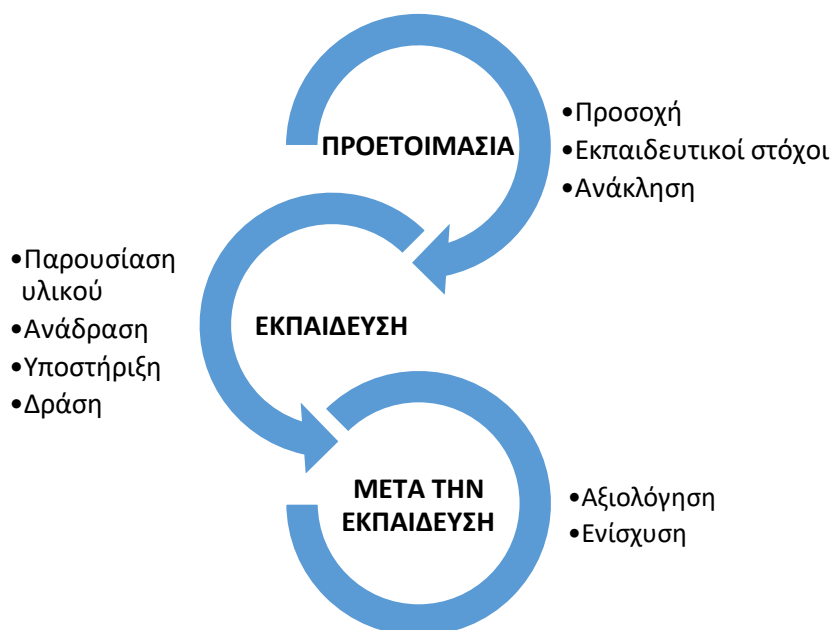 ΠΡΟΕΤΟΙΜΑΣΙΑ
•Προσοχή
•Εκπαιδευτικοί στόχοι
•Ανάκληση
ΕΚΠΑΙΔΕΥΣΗ
•Παρουσίαση
υλικού
•Ανάδραση
•Υποστήριξη
•Δράση
ΜΕΤΑ ΤΗΝ
ΕΚΠΑΙΔΕΥΣΗ
•Αξιολόγηση
•Ενίσχυση